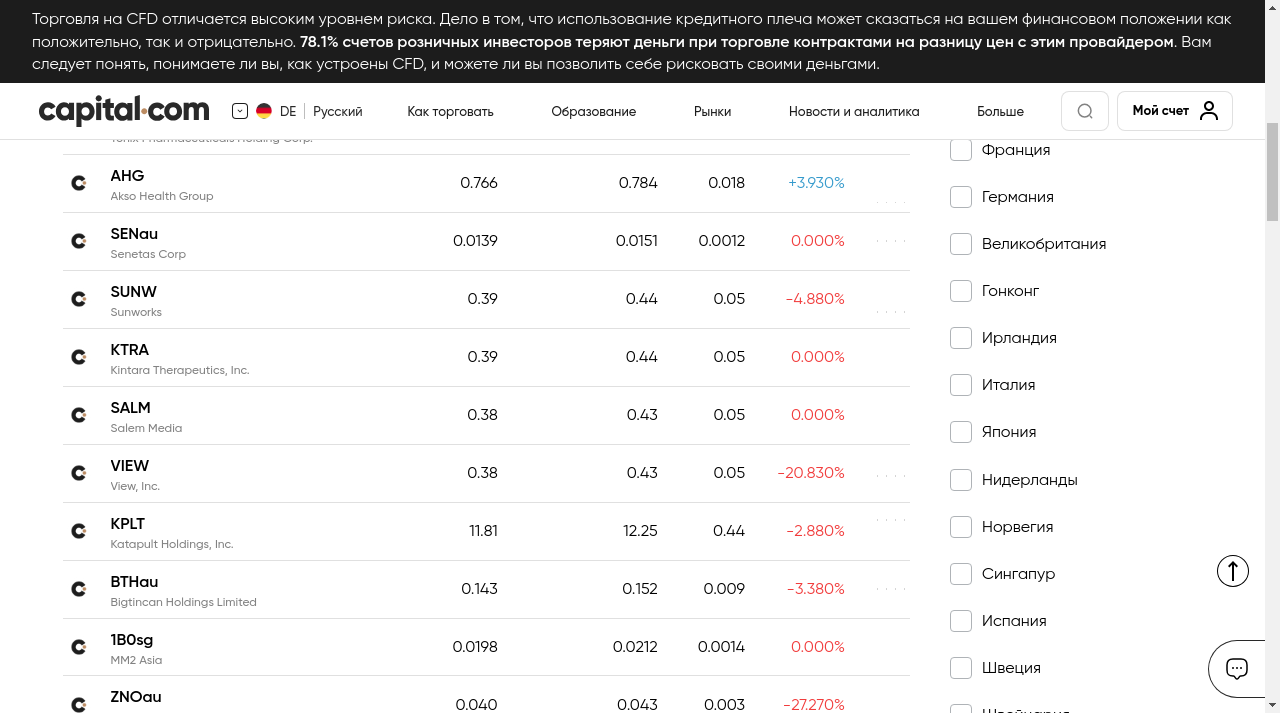 Торговля на CFD отличается высоким уровнем риска. Дело в том, что использование кредитного плеча может сказаться на вашем финансовом положении как
положительно, так и отрицательно. 78.1% счетов розничных инвесторов теряют деньги при торговле контрактами на разницу цен с этим провайдером. Вам
следует понять, понимаете ли вы, как устроены CFD, и можете ли вы позволить себе рисковать своими деньгами.
capital.com DE Русский Как торговать Образование Рынки Новости и аналитика Больше Мой счет
Tonix Pharmaceuticals Holding Corp.
AHG 0.766 0.784 0.018 +3.930%
Akso Health Group
SENau 0.0139 0.0151 0.0012 0.000%
Senetas Corp
SUNW 0.39 0.44 0.05 -4.880%
Sunworks
KTRA 0.39 0.44 0.05 0.000%
Kintara Therapeutics, Inc.
SALM 0.38 0.43 0.05 0.000%
Salem Media
VIEW 0.38 0.43 0.05 -20.830%
View, Inc.
KPLT 11.81 12.25 0.44 -2.880%
Katapult Holdings, Inc.
BTHau 0.143 0.152 0.009 -3.380%
Bigtincan Holdings Limited
1B0sg 0.0198 0.0212 0.0014 0.000%
MM2 Asia
ZNOau 0.040 0.043 0.003 -27.270%
Франция
Германия
Великобритания
Гонконг
Ирландия
Италия
Япония
Нидерланды
Норвегия
Сингапур
Испания
Швеция
Швейцария